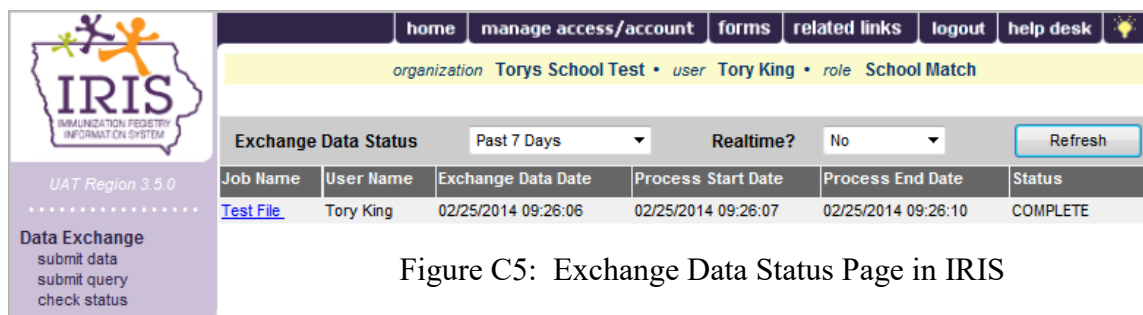 home manage access/account forms related links logout help desk
organization Torys School Test • user Tory King • role School Match
IRIS
IMMUNIZATION REGISTRY
INFORMATION SYSTEM
Exchange Data Status Past 7 Days Realtime? No Refresh
UAT Region 3.5.0
Job Name User Name Exchange Data Date Process Start Date Process End Date Status
Test File Tory King 02/25/2014 09:26:06 02/25/2014 09:26:07 02/25/2014 09:26:10 COMPLETE
Data Exchange
submit data
submit query
check status
Figure C5: Exchange Data Status Page in IRIS